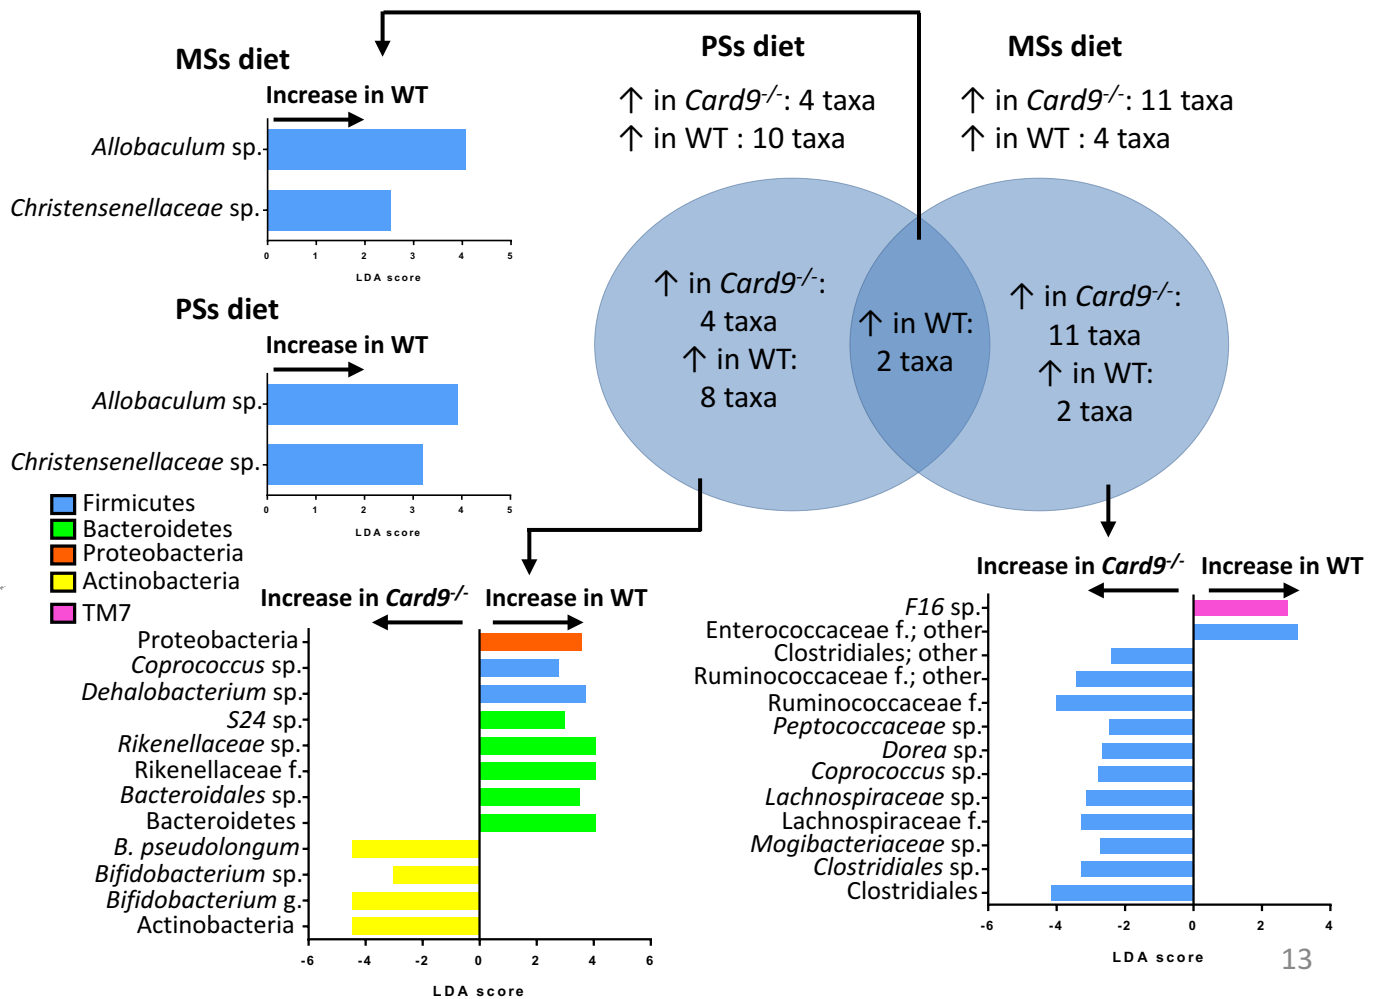 MSs diet
Increase in WT
Allobaculum sp.
Christensenellaceae sp.
0 1 2 3 4 5
LDA score
PSs diet
Increase in WT
Allobaculum sp.
Christensenellaceae sp.
0 1 2 3 4 5
LDA score
Firmicutes
Bacteroidetes
Proteobacteria
Actinobacteria
TM7
PSs diet
↑ in Card9-/-: 4 taxa
↑ in WT : 10 taxa
MSs diet
↑ in Card9-/-: 11 taxa
↑ in WT : 4 taxa
↑ in Card9-/-:
4 taxa
↑ in WT:
8 taxa
↑ in WT:
2 taxa
↑ in Card9-/-:
11 taxa
↑ in WT:
2 taxa
Increase in Card9-/- Increase in WT
Proteobacteria
Coprococcus sp.
Dehalobacterium sp.
S24 sp.
Rikenellaceae sp.
Rikenellaceae f.
Bacteroidales sp.
Bacteroidetes
B. pseudolongum
Bifidobacterium sp.
Bifidobacterium g.
Actinobacteria
-6 -4 -2 0 2 4 6
LDA score
Increase in Card9-/- Increase in WT
F16 sp.
Enterococcaceae f.; other
Clostridiales; other
Ruminococcaceae f.; other
Ruminococcaceae f.
Peptococcaceae sp.
Dorea sp.
Coprococcus sp.
Lachnospiraceae sp.
Lachnospiraceae f.
Mogibacteriaceae sp.
Clostridiales sp.
Clostridiales
-6 -4 -2 0 2 4
LDA score
13